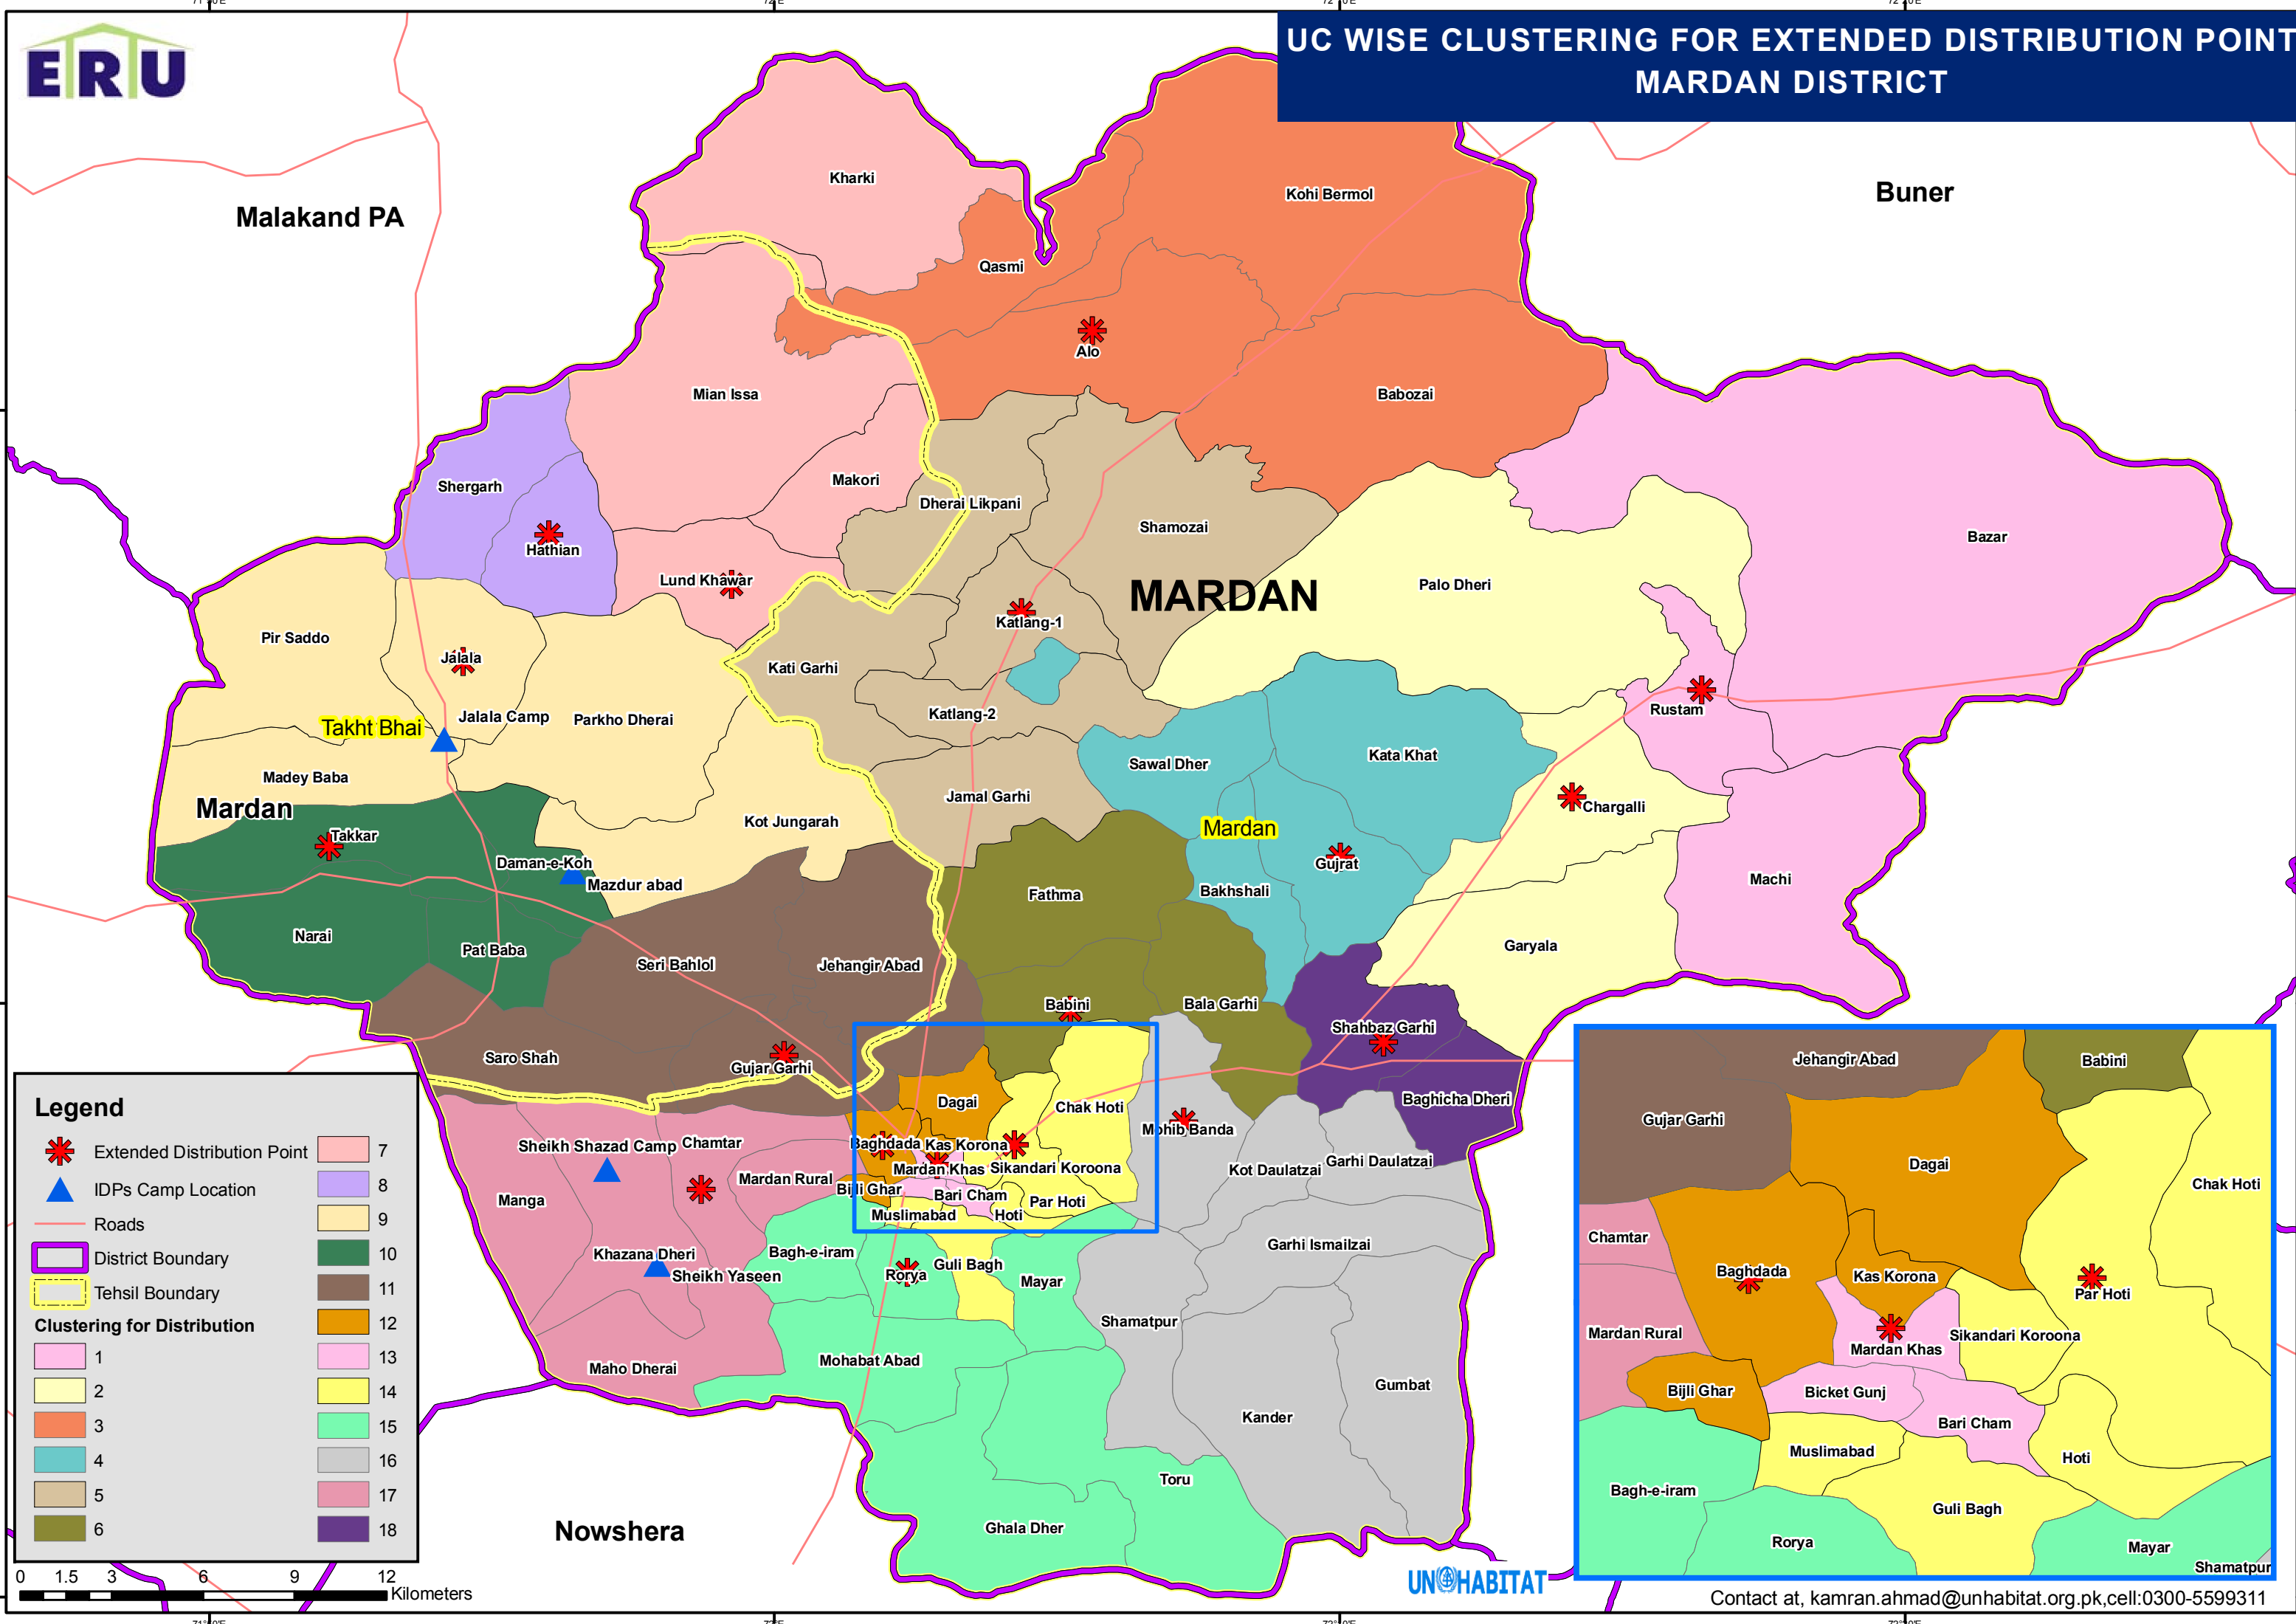 ERU
UC WISE CLUSTERING FOR EXTENDED DISTRIBUTION POINT
MARDAN DISTRICT
Malakand PA
Buner
Kharki
Kohi Bermol
Qasmi
Alo
Mian Issa
Babozai
Shergarh
Makori
Dherai Likpani
Shamozai
Bazar
Hathian
Lund Khawar
MARDAN
Palo Dheri
Katlang-1
Pir Saddo
Jalala
Kati Garhi
Rustam
Takht Bhai
Jalala Camp
Parkho Dherai
Katlang-2
Sawal Dher
Kata Khat
Madey Baba
Mardan
Jamal Garhi
Chargalli
Kot Jungarah
Mardan
Takkar
Daman-e-Koh
Mazdur abad
Gujrat
Bakhshali
Fathma
Machi
Narai
Pat Baba
Seri Bahlol
Jehangir Abad
Garyala
Babini
Bala Garhi
Shahbaz Garhi
Saro Shah
Gujar Garhi
Dagai
Chak Hoti
Baghicha Dheri
Mohib Banda
Sheikh Shazad Camp
Chamtar
Baghdada
Kas Korona
Mardan Khas
Sikandari Koroona
Kot Daulatzai
Garhi Daulatzai
Manga
Mardan Rural
Bijli Ghar
Bari Cham
Par Hoti
Muslimabad
Hoti
Khazana Dheri
Sheikh Yaseen
Bagh-e-iram
Rorya
Guli Bagh
Mayar
Garhi Ismailzai
Shamatpur
Maho Dherai
Mohabat Abad
Gumbat
Kander
Toru
Ghala Dher
Nowshera
Legend
Extended Distribution Point
IDPs Camp Location
Roads
District Boundary
Tehsil Boundary
Clustering for Distribution
1
2
3
4
5
6
7
8
9
10
11
12
13
14
15
16
17
18
0 1.5 3 6 9 12
Kilometers
Jehangir Abad
Babini
Gujar Garhi
Dagai
Chak Hoti
Chamtar
Baghdada
Kas Korona
Par Hoti
Mardan Rural
Sikandari Koroona
Mardan Khas
Bijli Ghar
Bicket Gunj
Bari Cham
Muslimabad
Hoti
Bagh-e-iram
Guli Bagh
Rorya
Mayar
Shamatpur
UN HABITAT
Contact at, kamran.ahmad@unhabitat.org.pk,cell:0300-5599311